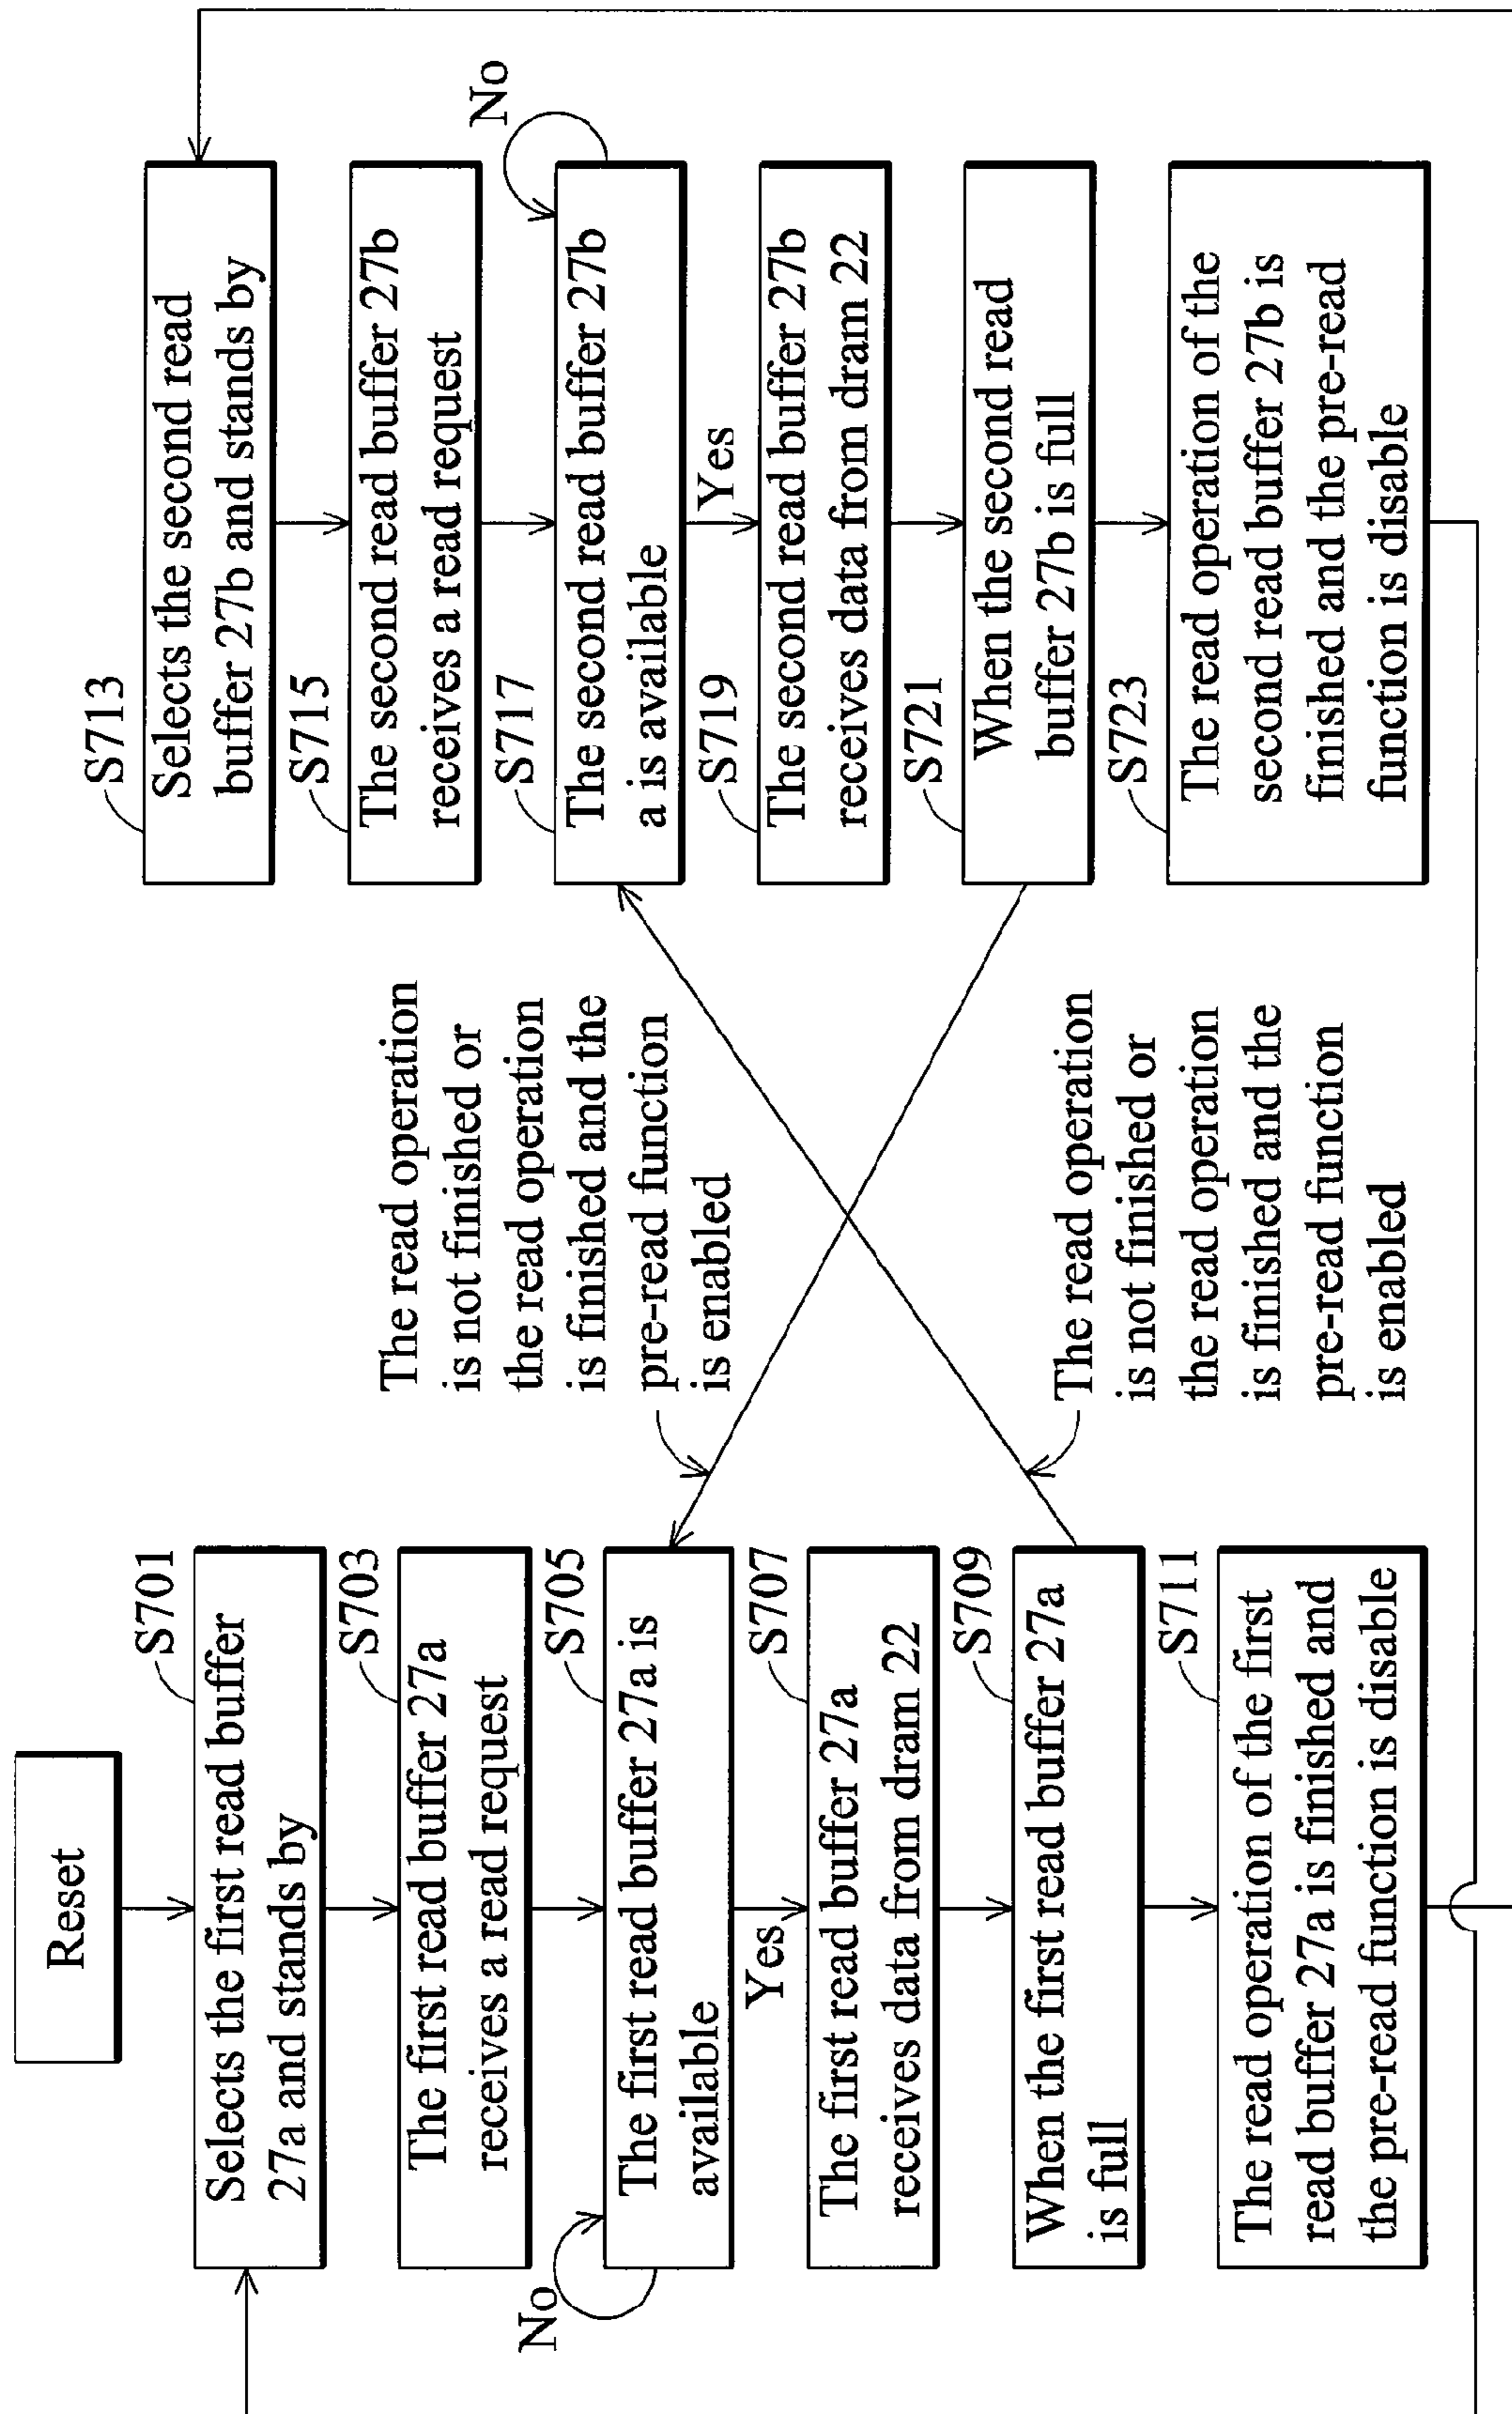 Reset
S701
Selects the first read buffer
27a and stands by
S703
The first read buffer 27a
receives a read request
S705
The first read buffer 27a is
available
No
Yes
S707
The first read buffer 27a
receives data from dram 22
S709
When the first read buffer 27a
is full
S711
The read operation of the first
read buffer 27a is finished and
the pre-read function is disable
The read operation
is not finished or
the read operation
is finished and the
pre-read function
is enabled
The read operation
is not finished or
the read operation
is finished and the
pre-read function
is enabled
S713
Selects the second read
buffer 27b and stands by
S715
The second read buffer 27b
receives a read request
S717
The second read buffer 27b
a is available
No
Yes
S719
The second read buffer 27b
receives data from dram 22
S721
When the second read
buffer 27b is full
S723
The read operation of the
second read buffer 27b is
finished and the pre-read
function is disable